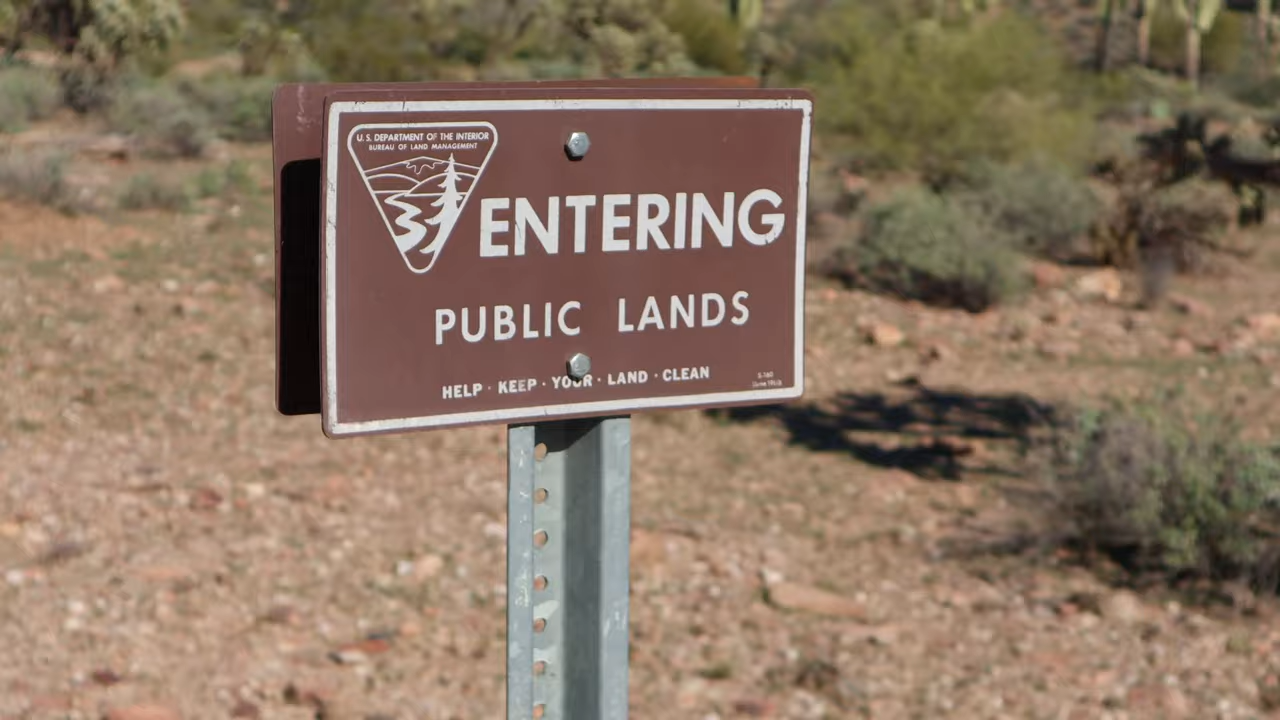 U.S. DEPARTMENT OF THE INTERIOR
BUREAU OF LAND MANAGEMENT
ENTERING
PUBLIC LANDS
HELP · KEEP · YOUR · LAND · CLEAN